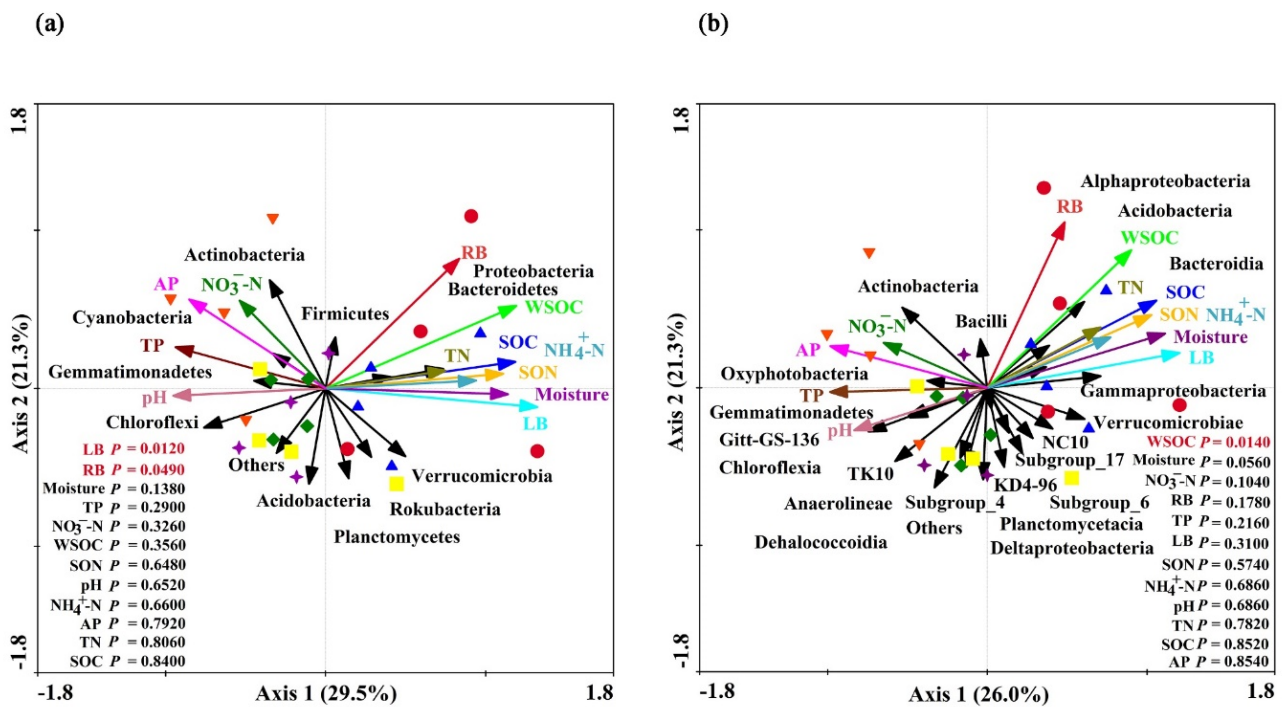 (a)
1.8
Axis 2 (21.3%)
-1.8
-1.8
Axis 1 (29.5%)
1.8
Actinobacteria
AP
NO3−-N
Firmicutes
RB
Proteobacteria
Bacteroidetes
WSOC
Cyanobacteria
TP
SOC
NH4+-N
TN
SON
Gemmatimonadetes
pH
Moisture
LB
Chloroflexi
Others
Verrucomicrobia
Acidobacteria
Rokubacteria
Planctomycetes
LB P = 0.0120
RB P = 0.0490
Moisture P = 0.1380
TP P = 0.2900
NO3−-N P = 0.3260
WSOC P = 0.3560
SON P = 0.6480
pH P = 0.6520
NH4+-N P = 0.6600
AP P = 0.7920
TN P = 0.8060
SOC P = 0.8400
(b)
1.8
Axis 2 (21.3%)
-1.8
-1.8
Axis 1 (26.0%)
1.8
Alphaproteobacteria
RB
Acidobacteria
WSOC
Bacteroidia
Actinobacteria
TN
SOC
Bacilli
SON
NH4+-N
NO3−-N
Moisture
AP
LB
Oxyphotobacteria
TP
Gammaproteobacteria
Gemmatimonadetes
Verrucomicrobiae
pH
Gitt-GS-136
NC10
Chloroflexia
Subgroup_17
TK10
KD4-96
Anaerolineae
Subgroup_4
Subgroup_6
Others
Planctomycetacia
Dehalococcoidia
Deltaproteobacteria
WSOC P = 0.0140
Moisture P = 0.0560
NO3−-N P = 0.1040
RB P = 0.1780
TP P = 0.2160
LB P = 0.3100
SON P = 0.5740
NH4+-N P = 0.6860
pH P = 0.6860
TN P = 0.7820
SOC P = 0.8520
AP P = 0.8540